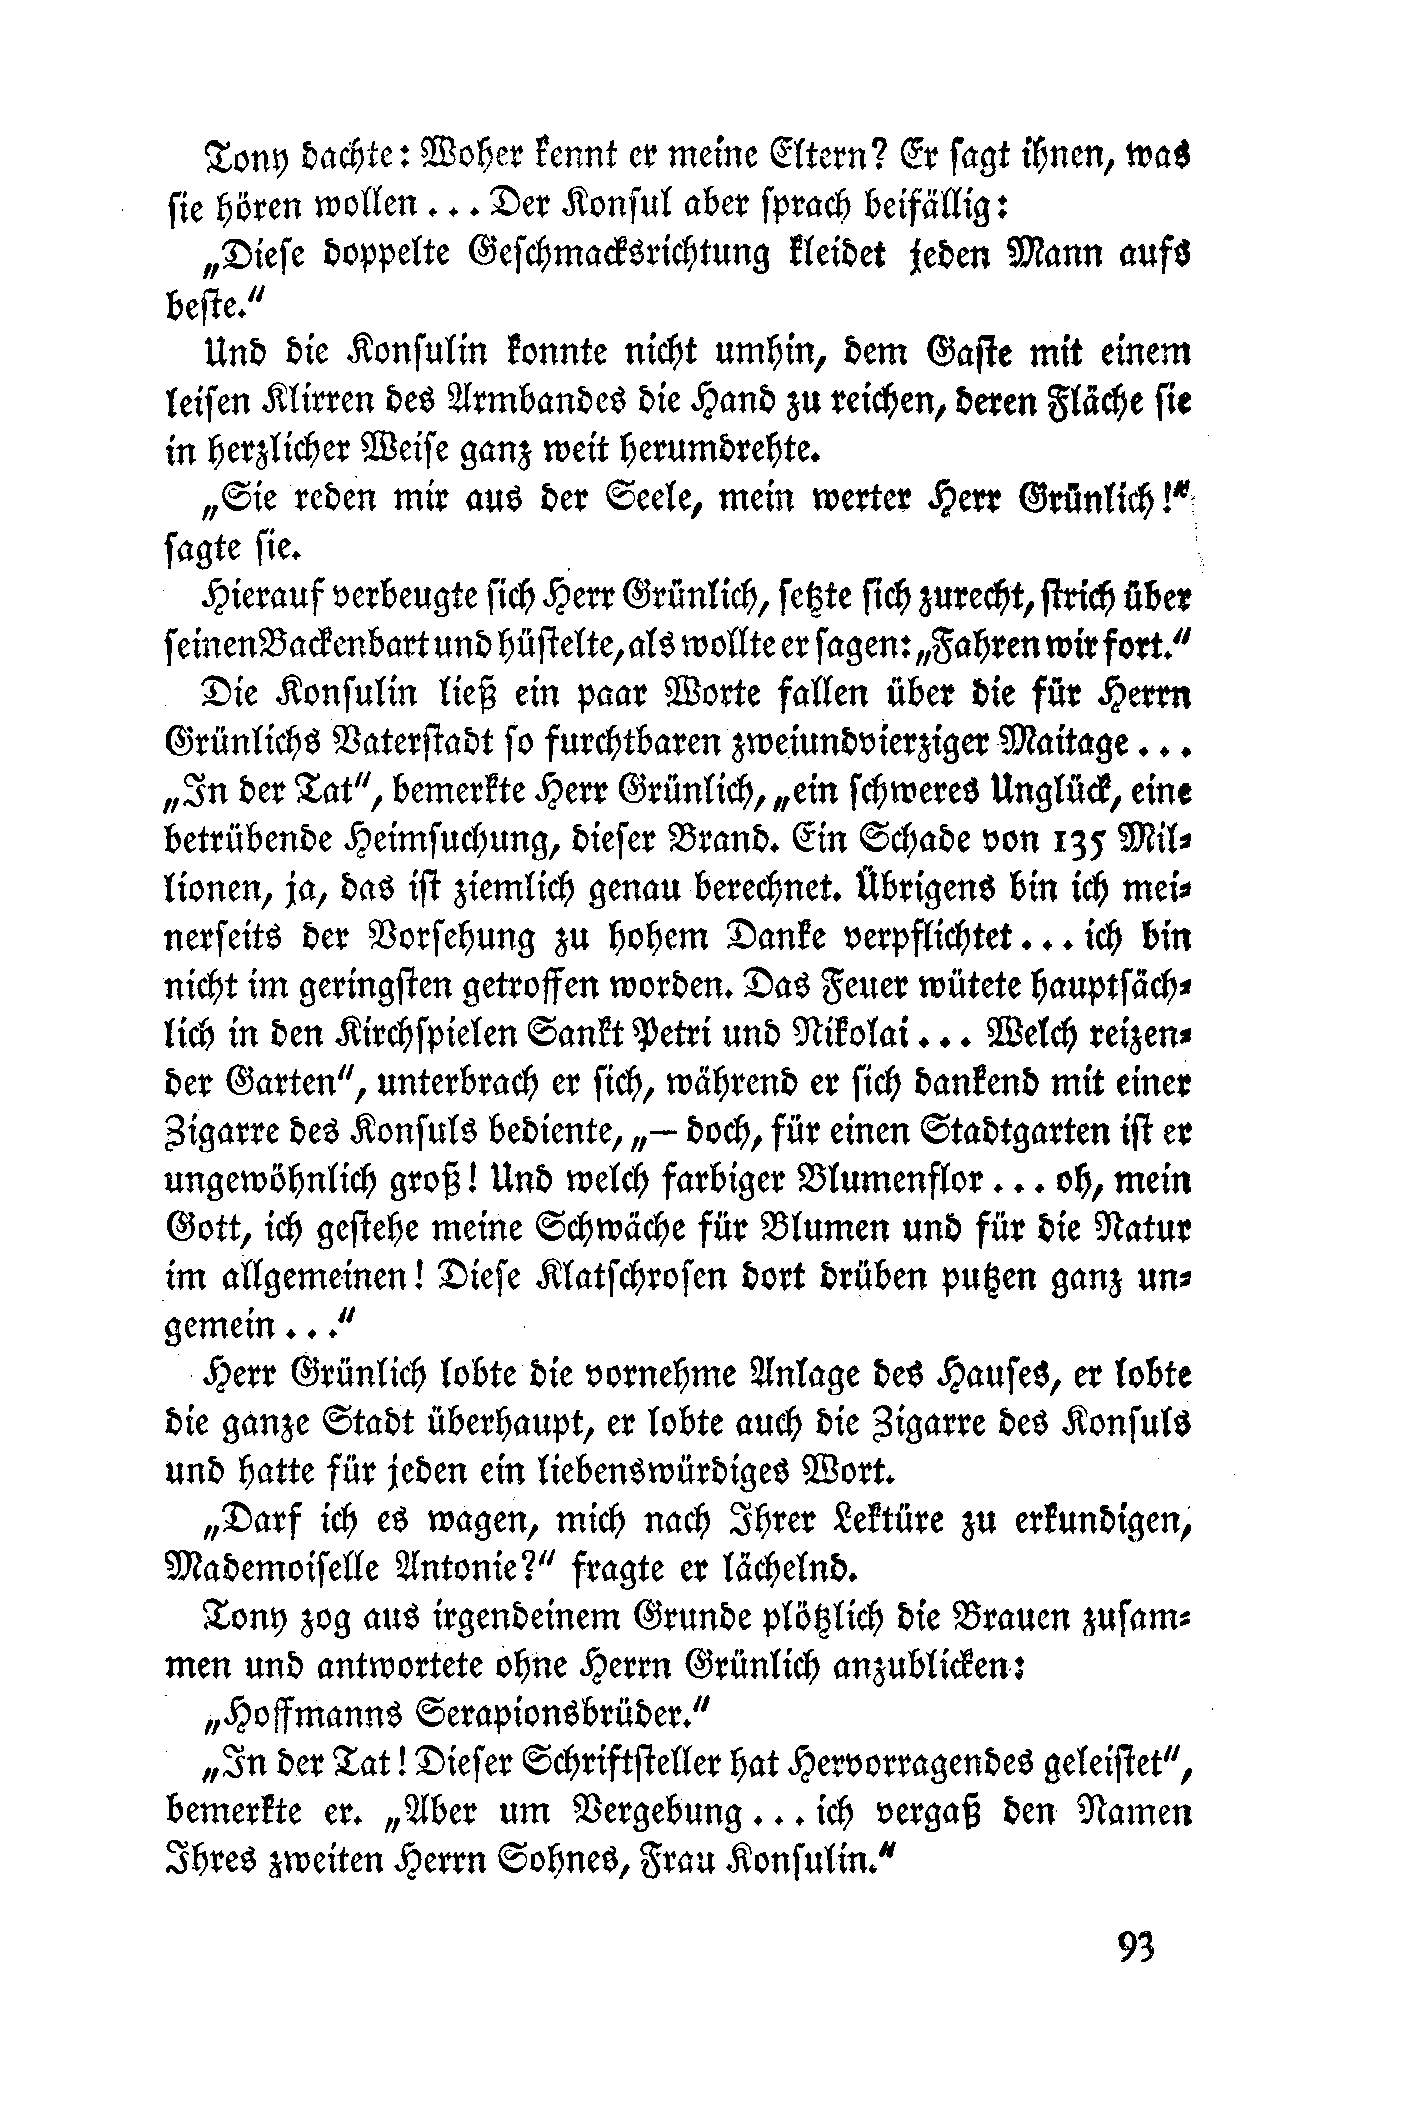 Tony dachte: Woher kennt er meine Eltern? Er sagt ihnen, was
sie hören wollen... Der Konsul aber sprach beifällig:
„Diese doppelte Geschmacksrichtung kleidet jeden Mann aufs
beste.“
Und die Konsulin konnte nicht umhin, dem Gaste mit einem
leisen Klirren des Armbandes die Hand zu reichen, deren Fläche sie
in herzlicher Weise ganz weit herumdrehte.
„Sie reden mir aus der Seele, mein werter Herr Grünlich!“
sagte sie.
Hierauf verbeugte sich Herr Grünlich, setzte sich zurecht, strich über
seinen Backenbart und hüstelte, als wollte er sagen: „Fahren wir fort.“
Die Konsulin ließ ein paar Worte fallen über die für Herrn
Grünlichs Vaterstadt so furchtbaren zweiundvierziger Maitage...
„In der Tat“, bemerkte Herr Grünlich, „ein schweres Unglück, eine
betrübende Heimsuchung, dieser Brand. Ein Schade von 135 Mil-
lionen, ja, das ist ziemlich genau berechnet. Übrigens bin ich mei-
nerseits der Vorsehung zu hohem Danke verpflichtet... ich bin
nicht im geringsten getroffen worden. Das Feuer wütete hauptsäch-
lich in den Kirchspielen Sankt Petri und Nikolai... Welch reizen-
der Garten“, unterbrach er sich, während er sich dankend mit einer
Zigarre des Konsuls bediente, „— doch, für einen Stadtgarten ist er
ungewöhnlich groß! Und welch farbiger Blumenflor... oh, mein
Gott, ich gestehe meine Schwäche für Blumen und für die Natur
im allgemeinen! Diese Klatschrosen dort drüben putzen ganz un-
gemein...“
Herr Grünlich lobte die vornehme Anlage des Hauses, er lobte
die ganze Stadt überhaupt, er lobte auch die Zigarre des Konsuls
und hatte für jeden ein liebenswürdiges Wort.
„Darf ich es wagen, mich nach Ihrer Lektüre zu erkundigen,
Mademoiselle Antonie?“ fragte er lächelnd.
Tony zog aus irgendeinem Grunde plötzlich die Brauen zusam-
men und antwortete ohne Herrn Grünlich anzublicken:
„Hoffmanns Serapionsbrüder.“
„In der Tat! Dieser Schriftsteller hat Hervorragendes geleistet“,
bemerkte er. „Aber um Vergebung... ich vergaß den Namen
Ihres zweiten Herrn Sohnes, Frau Konsulin.“
93